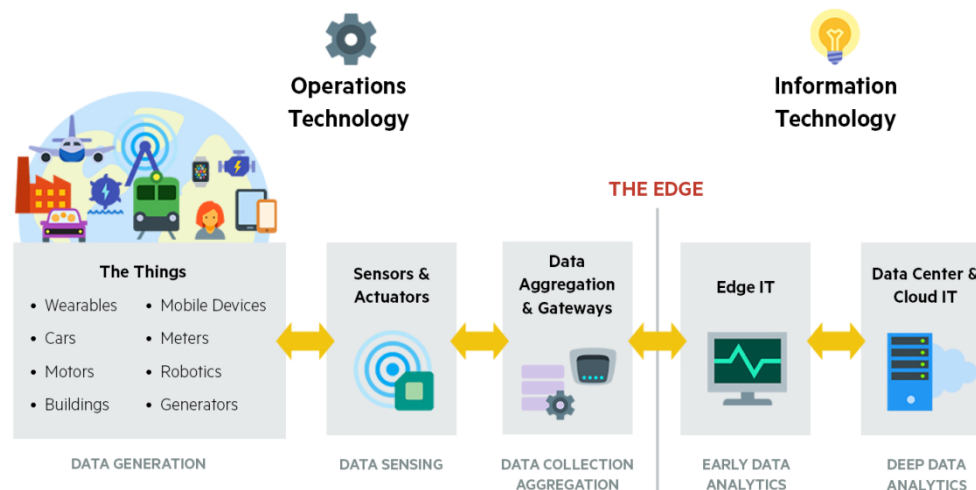 Operations
Technology
Information
Technology
THE EDGE
The Things
• Wearables
• Cars
• Motors
• Buildings
• Mobile Devices
• Meters
• Robotics
• Generators
Sensors &
Actuators
Data
Aggregation
& Gateways
Edge IT
Data Center &
Cloud IT
DATA GENERATION
DATA SENSING
DATA COLLECTION
AGGREGATION
EARLY DATA
ANALYTICS
DEEP DATA
ANALYTICS